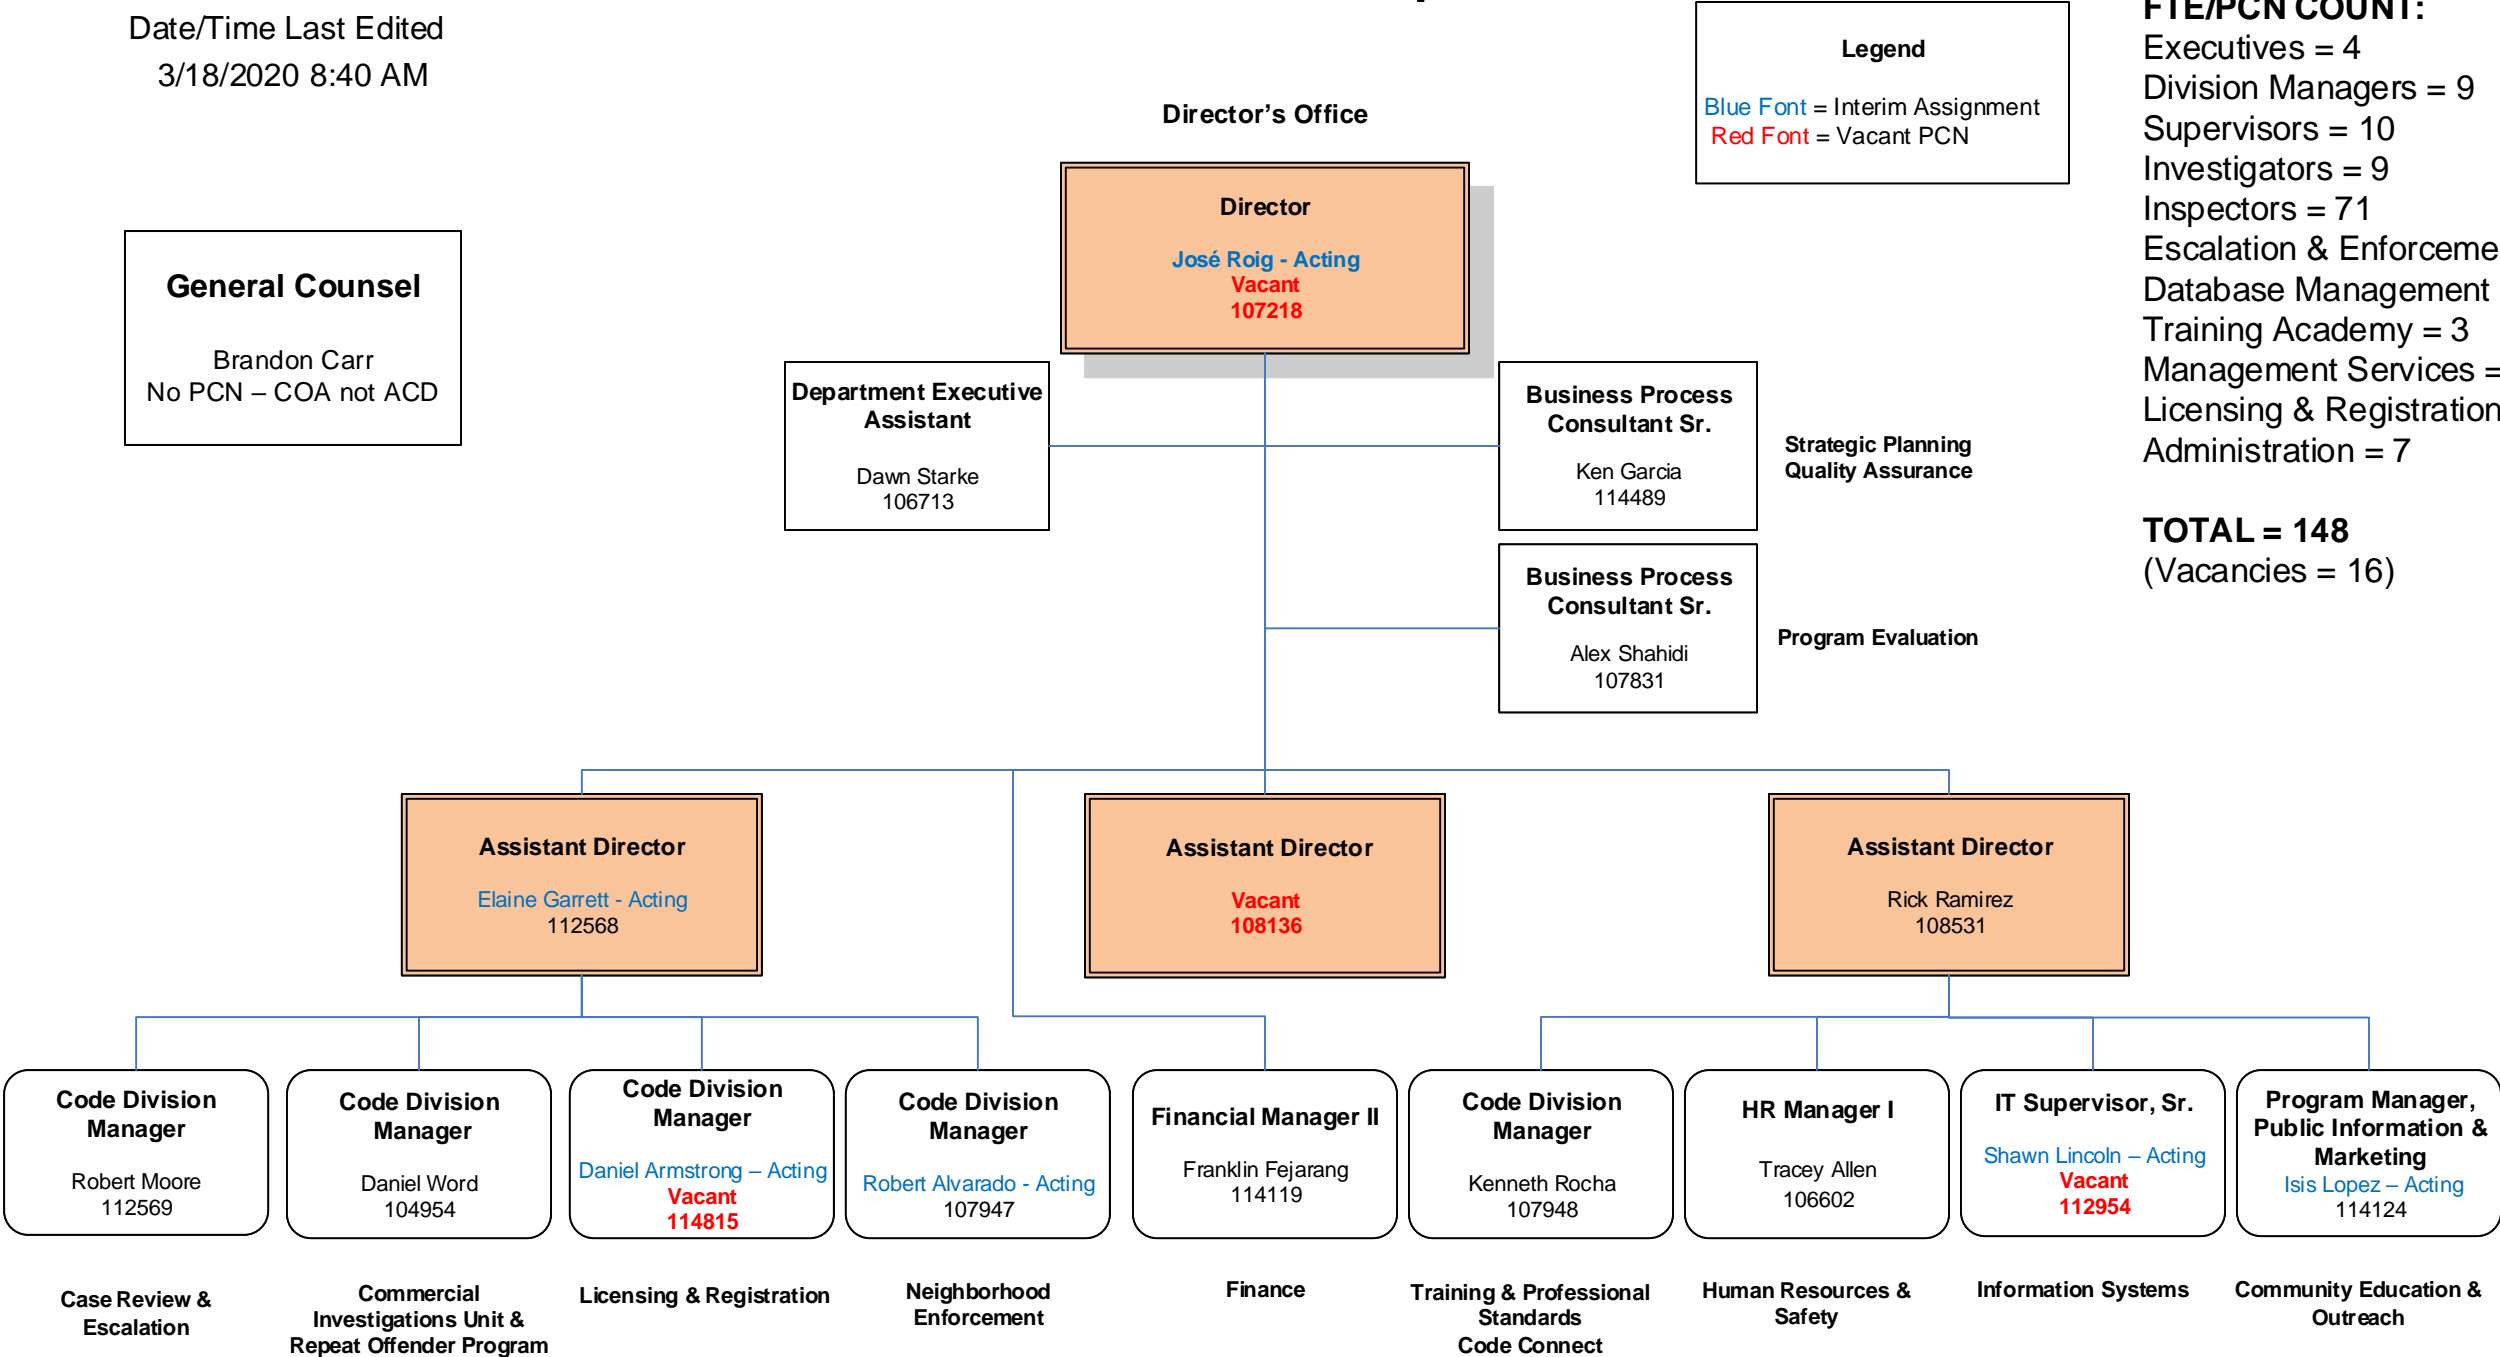 Date/Time Last Edited
3/18/2020 8:40 AM
Director's Office
Legend
Blue Font = Interim Assignment
Red Font = Vacant PCN
FTE/PCN COUNT:
Executives = 4
Division Managers = 9
Supervisors = 10
Investigators = 9
Inspectors = 71
Escalation & Enforceme
Database Management
Training Academy = 3
Management Services =
Licensing & Registration
Administration = 7
TOTAL = 148
(Vacancies = 16)
General Counsel
Brandon Carr
No PCN – COA not ACD
Director
José Roig - Acting
Vacant
107218
Department Executive
Assistant
Dawn Starke
106713
Business Process
Consultant Sr.
Ken Garcia
114489
Strategic Planning
Quality Assurance
Business Process
Consultant Sr.
Alex Shahidi
107831
Program Evaluation
Assistant Director
Elaine Garrett - Acting
112568
Assistant Director
Vacant
108136
Assistant Director
Rick Ramirez
108531
Code Division
Manager
Robert Moore
112569
Case Review &
Escalation
Code Division
Manager
Daniel Word
104954
Commercial
Investigations Unit &
Repeat Offender Program
Code Division
Manager
Daniel Armstrong – Acting
Vacant
114815
Licensing & Registration
Code Division
Manager
Robert Alvarado - Acting
107947
Neighborhood
Enforcement
Financial Manager II
Franklin Fejarang
114119
Finance
Code Division
Manager
Kenneth Rocha
107948
Training & Professional
Standards
Code Connect
HR Manager I
Tracey Allen
106602
Human Resources &
Safety
IT Supervisor, Sr.
Shawn Lincoln – Acting
Vacant
112954
Information Systems
Program Manager,
Public Information &
Marketing
Isis Lopez – Acting
114124
Community Education &
Outreach